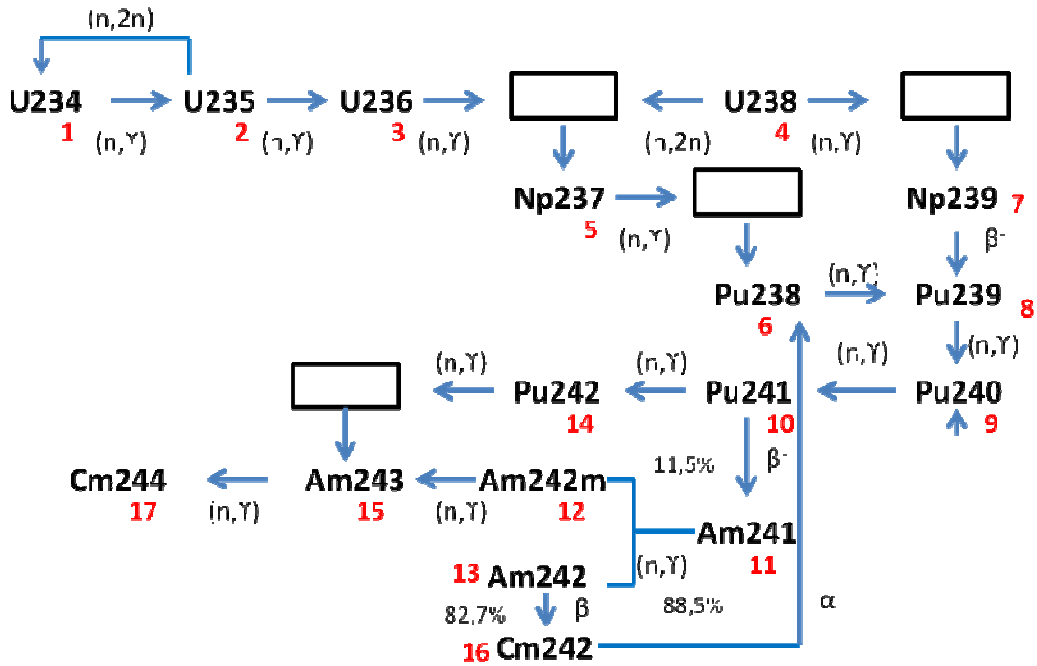 (n,2n)
U234 U235 U236 U238
1 2 3 4
(n,ϒ) (n,ϒ) (n,ϒ) (n,2n) (n,ϒ)
Np237 Np239 7
5 (n,ϒ) β-
Pu238 (n,ϒ) Pu239
6 8
(n,ϒ) (n,ϒ) (n,ϒ) (n,ϒ)
Pu242 Pu241 Pu240
14 10 9
11,5% β-
Cm244 Am243 Am242m
17 (n,ϒ) 15 (n,ϒ) 12
Am241
13 Am242 (n,ϒ) 11
82,7% β 88,5% α
16 Cm242